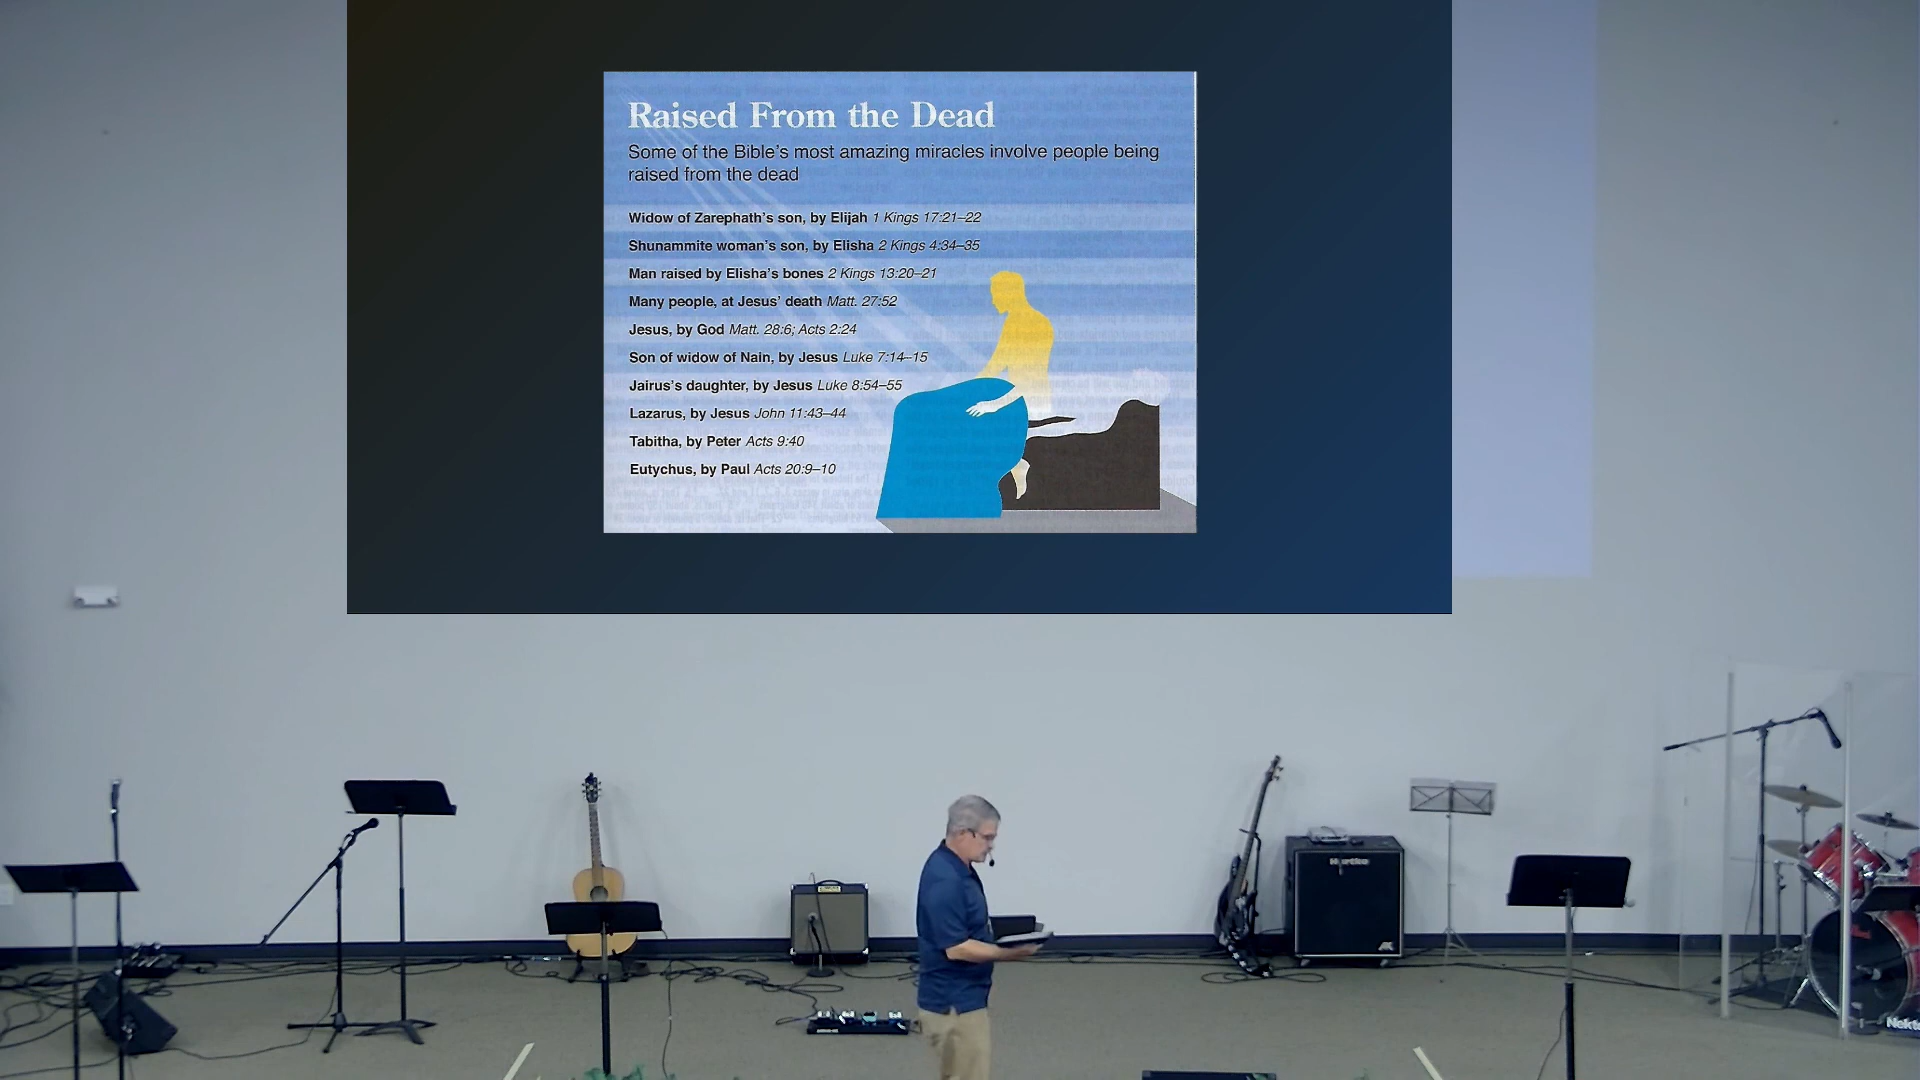 Raised From the Dead
Some of the Bible's most amazing miracles involve people being
raised from the dead
Widow of Zarephath's son, by Elijah 1 Kings 17:21–22
Shunammite woman's son, by Elisha 2 Kings 4:34–35
Man raised by Elisha's bones 2 Kings 13:20–21
Many people, at Jesus' death Matt. 27:52
Jesus, by God Matt. 28:6; Acts 2:24
Son of widow of Nain, by Jesus Luke 7:14–15
Jairus's daughter, by Jesus Luke 8:54–55
Lazarus, by Jesus John 11:43–44
Tabitha, by Peter Acts 9:40
Eutychus, by Paul Acts 20:9–10
Hartke